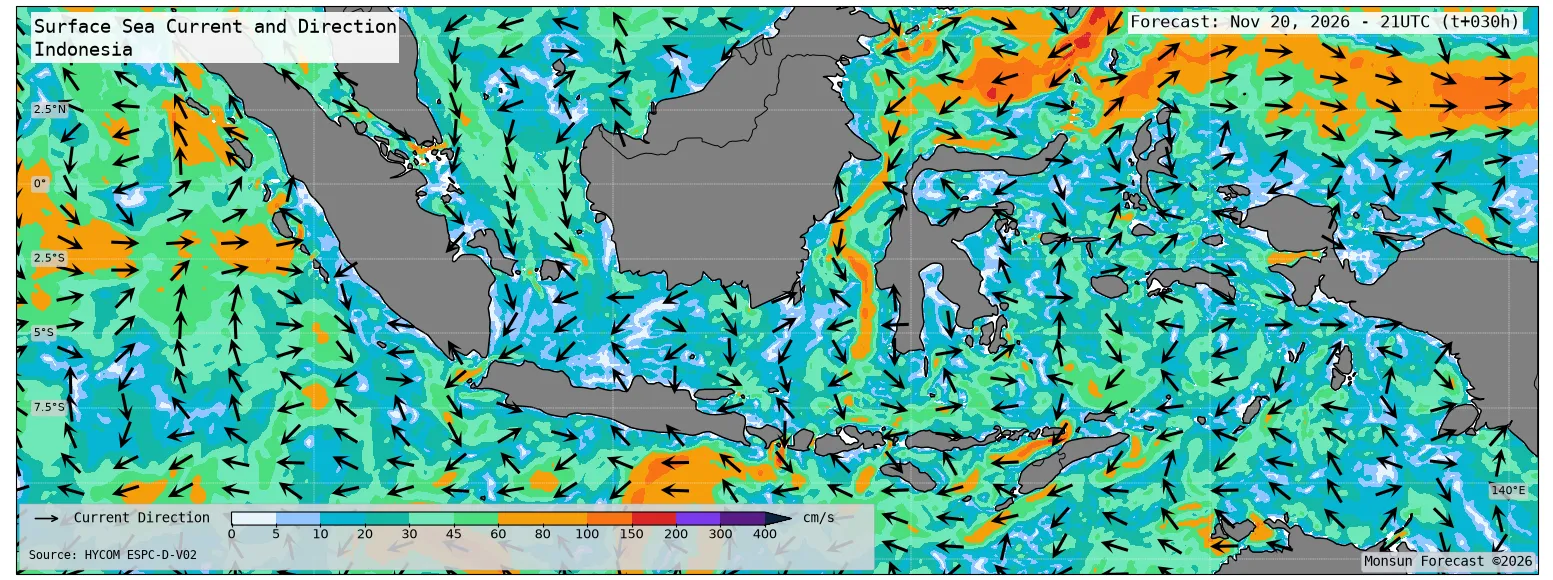 Surface Sea Current and Direction
Indonesia
Forecast: Nov 20, 2026 - 21UTC (t+030h)
2.5°N
0°
2.5°S
5°S
7.5°S
140°E
Current Direction
0 5 10 20 30 45 60 80 100 150 200 300 400 cm/s
Source: HYCOM ESPC-D-V02
Monsun Forecast ©2026